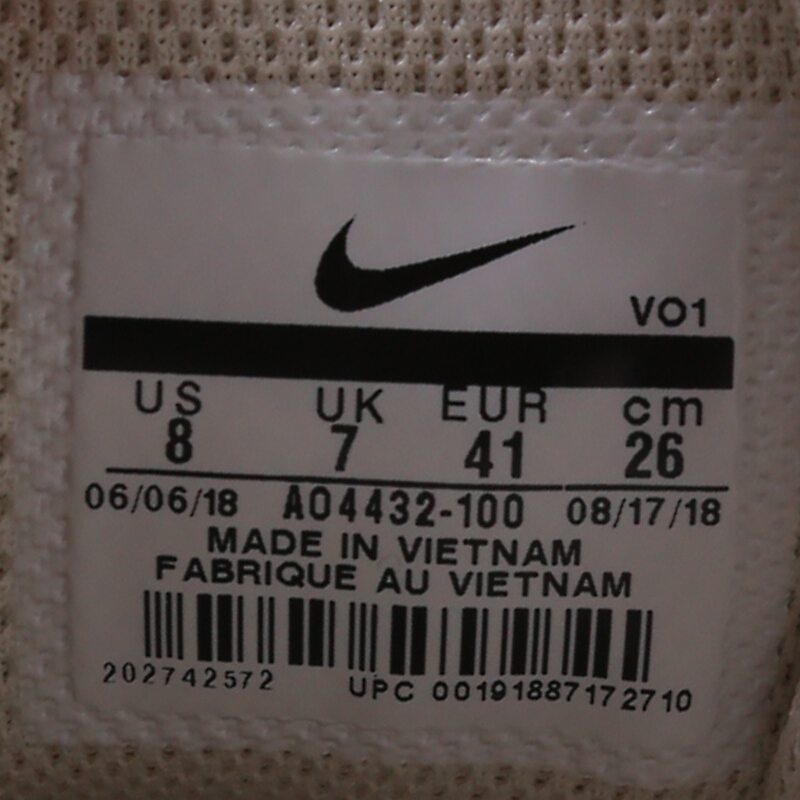 VO1
US UK EUR cm
8 7 41 26
06/06/18 AO4432-100 08/17/18
MADE IN VIETNAM
FABRIQUE AU VIETNAM
202742572 UPC 00191887172710